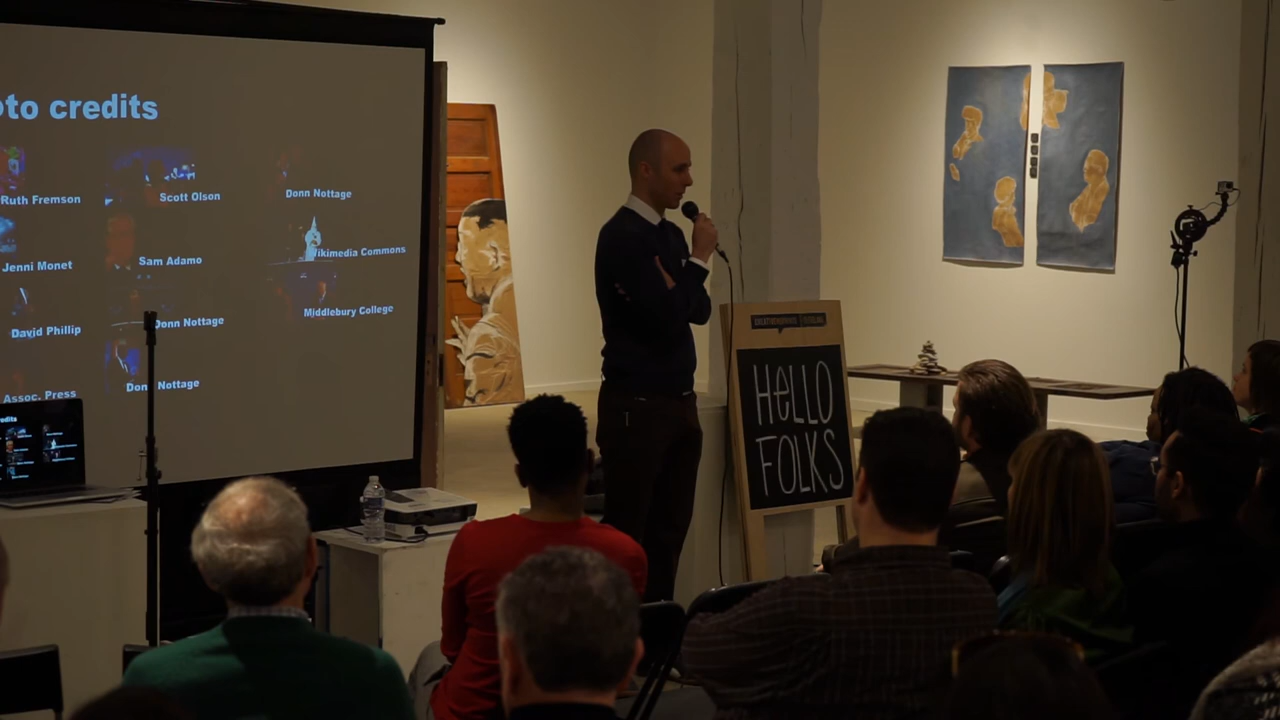 oto credits
Ruth Fremson
Scott Olson
Donn Nottage
Jenni Monet
Sam Adamo
Wikimedia Commons
David Phillip
Donn Nottage
Middlebury College
Assoc. Press
Donn Nottage
HELLO
FOLKS